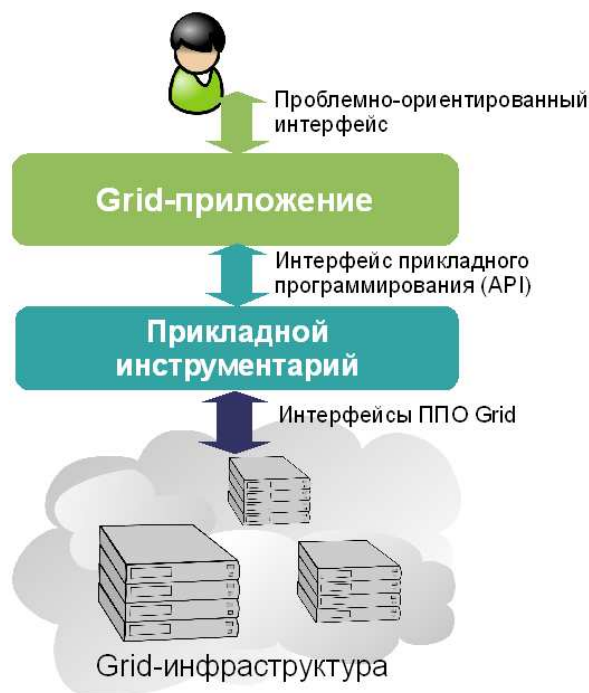 Проблемно-ориентированный
интерфейс
Grid-приложение
Интерфейс прикладного
программирования (API)
Прикладной
инструментарий
Интерфейсы ППО Grid
Grid-инфраструктура